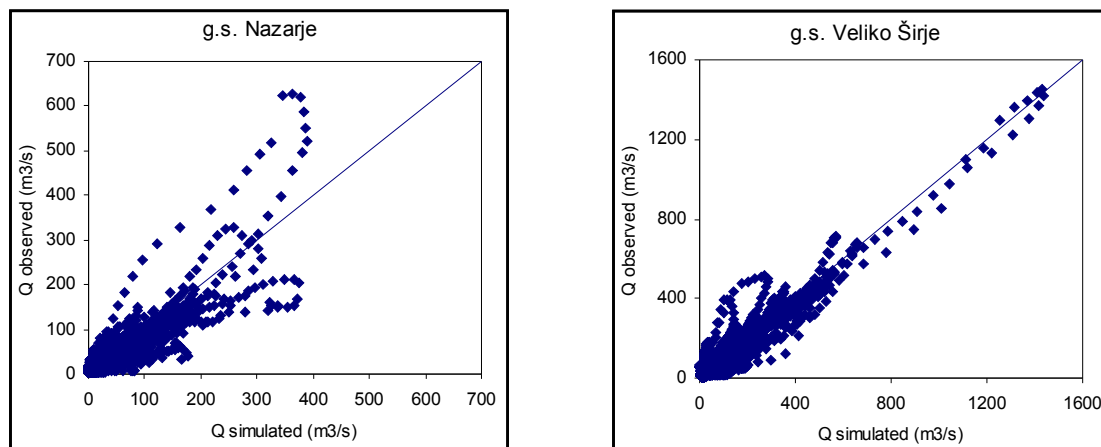 g.s. Nazarje
700
600
500
400
300
200
100
0
Q observed (m3/s)
0 100 200 300 400 500 600 700
Q simulated (m3/s)
g.s. Veliko Širje
1600
1200
800
400
0
Q observed (m3/s)
0 400 800 1200 1600
Q simulated (m3/s)